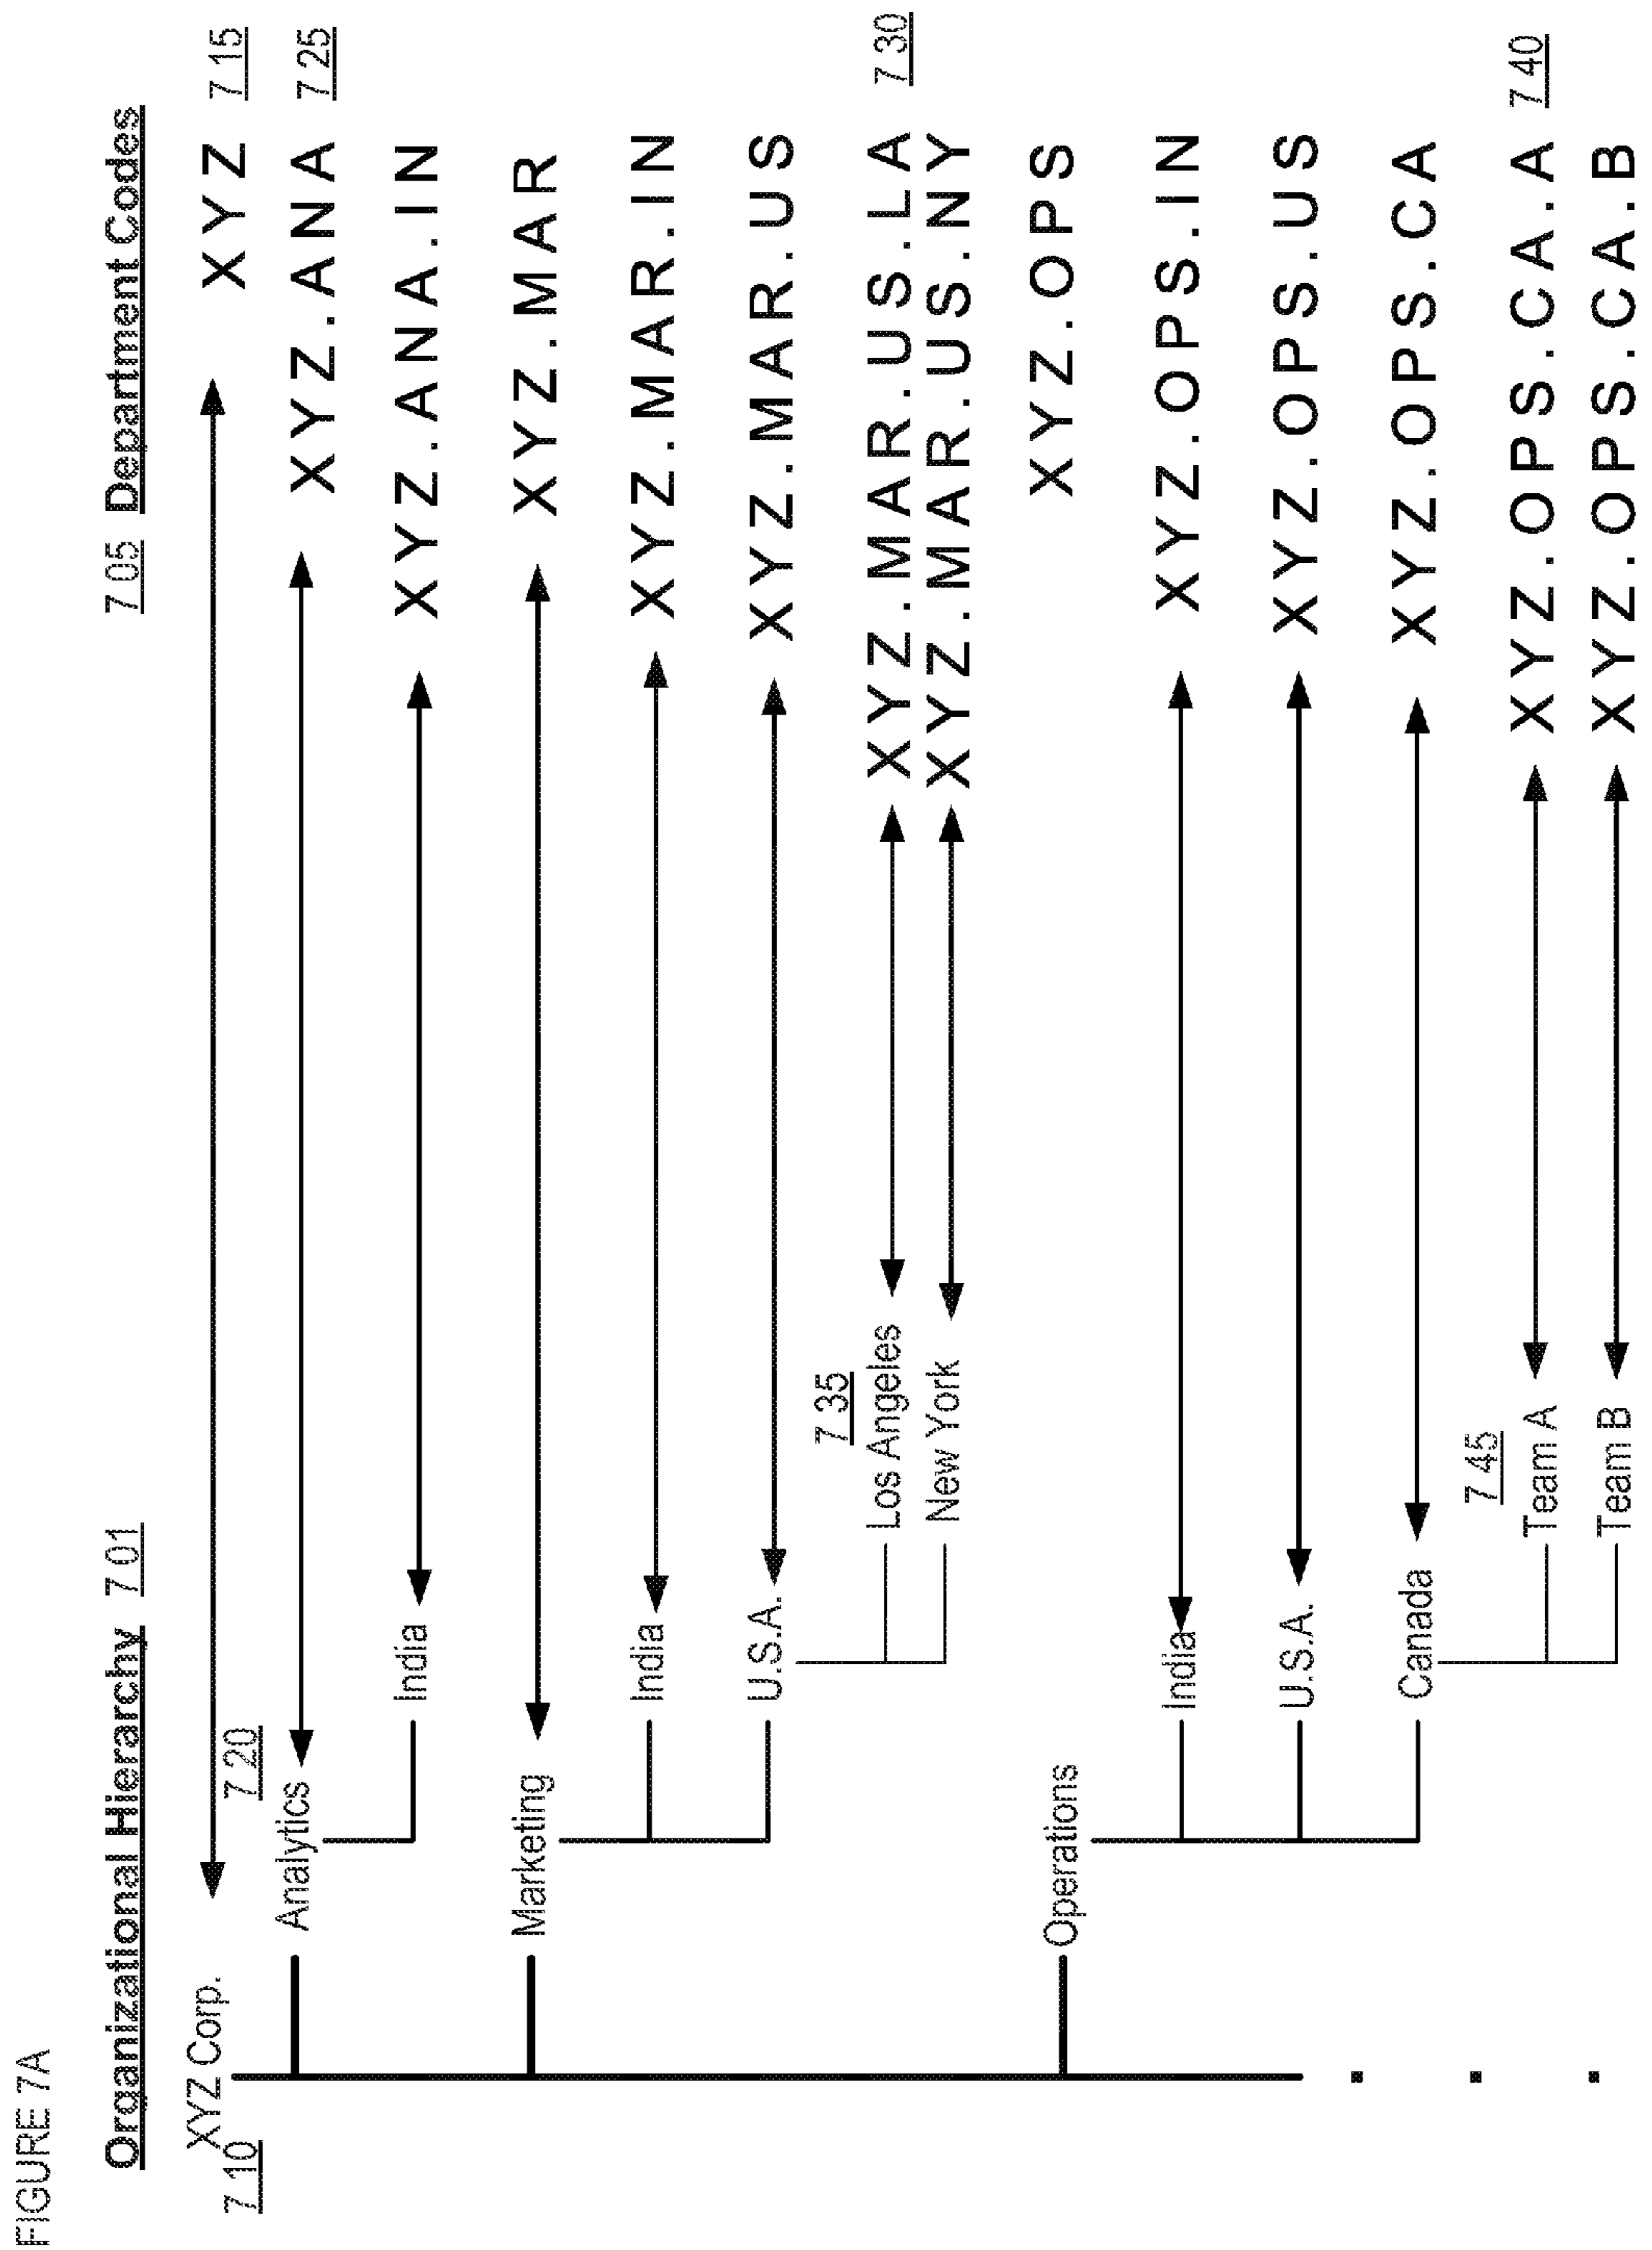 FIGURE 7A
Organizational Hierarchy 7 01
7 05 Department Codes
XYZ Corp.
7 10
XYZ
7 15
7 20
Analytics
XYZ.ANA
7 25
India
XYZ.ANA.IN
Marketing
XYZ.MAR
India
XYZ.MAR.IN
U.S.A.
XYZ.MAR.US
7 35
Los Angeles
XYZ.MAR.US.LA
7 30
New York
XYZ.MAR.US.NY
Operations
XYZ.OPS
India
XYZ.OPS.IN
U.S.A.
XYZ.OPS.US
Canada
XYZ.OPS.CA
7 45
Team A
XYZ.OPS.CA.A
7 40
Team B
XYZ.OPS.CA.B